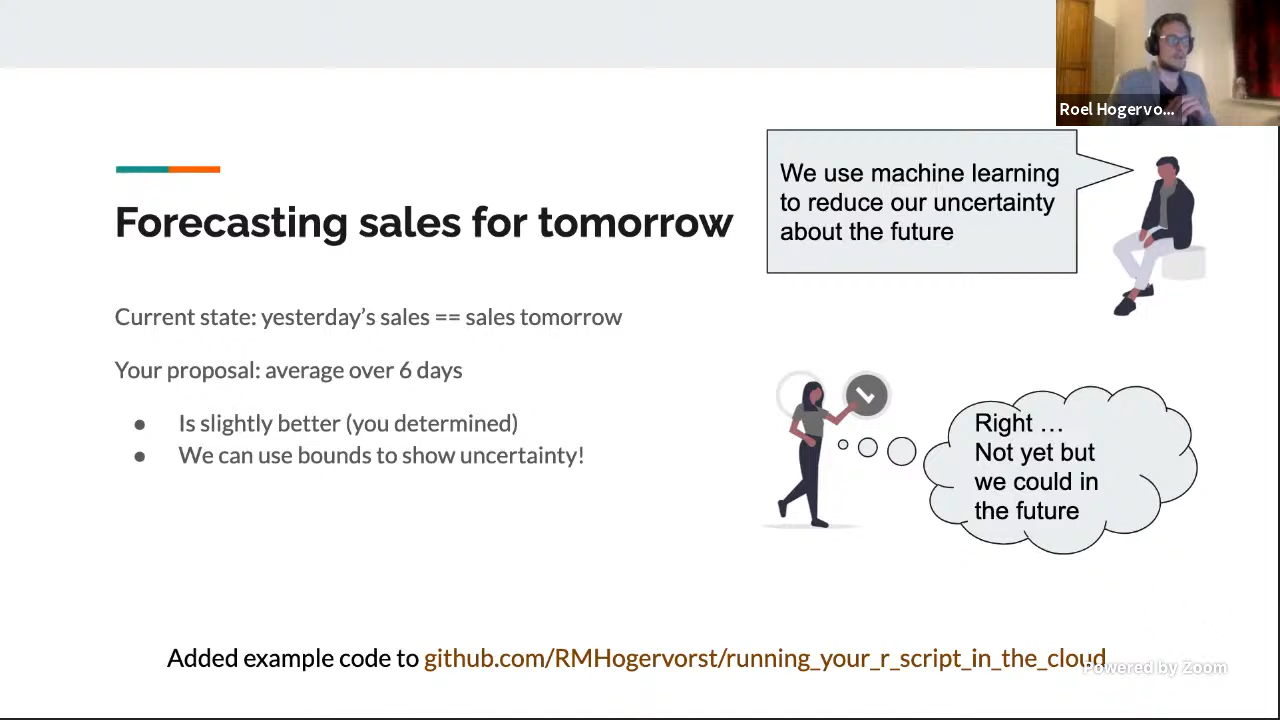 Roel Hogervo...
We use machine learning
to reduce our uncertainty
about the future
Forecasting sales for tomorrow
Current state: yesterday's sales == sales tomorrow
Your proposal: average over 6 days
● Is slightly better (you determined)
● We can use bounds to show uncertainty!
Right ...
Not yet but
we could in
the future
Added example code to github.com/RMHogervorst/running_your_r_script_in_the_cloud
Powered by Zoom